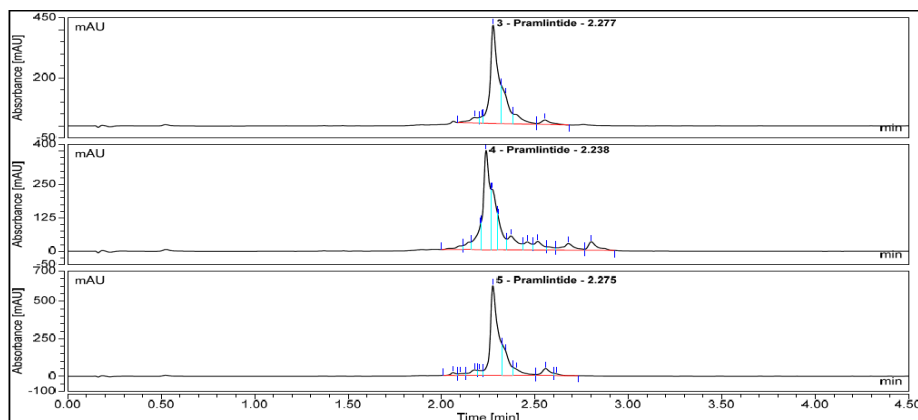 450
mAU
3 - Pramlintide - 2.277
Absorbance [mAU]
200
-50
min
400
mAU
4 - Pramlintide - 2.238
Absorbance [mAU]
250
125
0
-50
min
700
mAU
5 - Pramlintide - 2.275
Absorbance [mAU]
500
250
0
-100
min
0.00 0.50 1.00 1.50 2.00 2.50 3.00 3.50 4.00 4.50
Time [min]